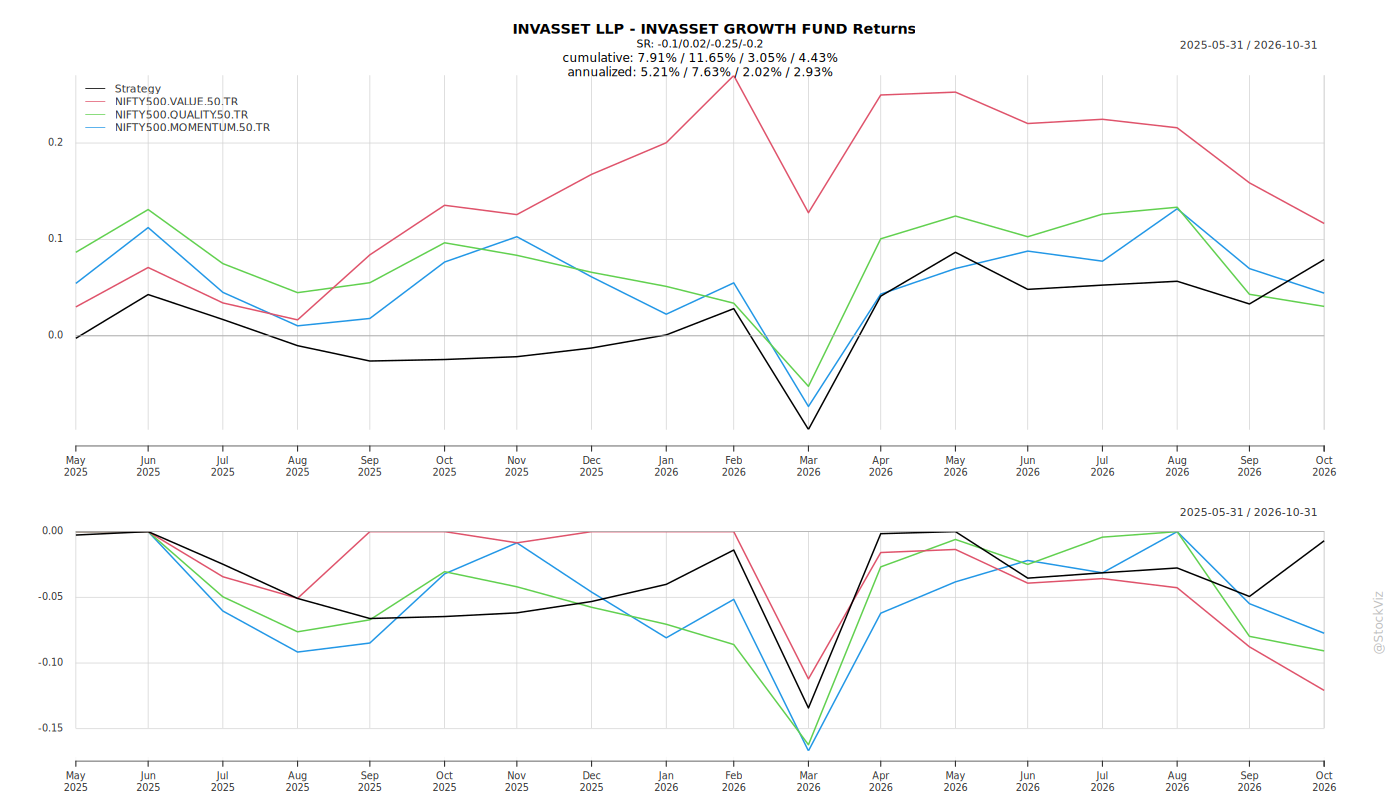 INVASSET LLP - INVASSET GROWTH FUND Returns
SR: -0.1/0.02/-0.25/-0.2
cumulative: 7.91% / 11.65% / 3.05% / 4.43%
annualized: 5.21% / 7.63% / 2.02% / 2.93%
2025-05-31 / 2026-10-31
Strategy
NIFTY500.VALUE.50.TR
NIFTY500.QUALITY.50.TR
NIFTY500.MOMENTUM.50.TR
0.2
0.1
0.0
May Jun Jul Aug Sep Oct Nov Dec Jan Feb Mar Apr May Jun Jul Aug Sep Oct
2025 2025 2025 2025 2025 2025 2025 2025 2026 2026 2026 2026 2026 2026 2026 2026 2026 2026
2025-05-31 / 2026-10-31
0.00
-0.05
-0.10
-0.15
May Jun Jul Aug Sep Oct Nov Dec Jan Feb Mar Apr May Jun Jul Aug Sep Oct
2025 2025 2025 2025 2025 2025 2025 2025 2026 2026 2026 2026 2026 2026 2026 2026 2026 2026
@StockViz